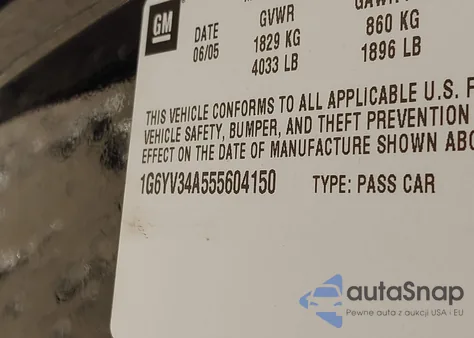 GM
DATE
06/05
GVWR
1829 KG
4033 LB
860 KG
1896 LB
THIS VEHICLE CONFORMS TO ALL APPLICABLE U.S.
VEHICLE SAFETY, BUMPER, AND THEFT PREVENTION
EFFECT ON THE DATE OF MANUFACTURE SHOWN
1G6YV34A555604150 TYPE: PASS CAR
autoSnap
Pewne auta z aukcji USA - EU